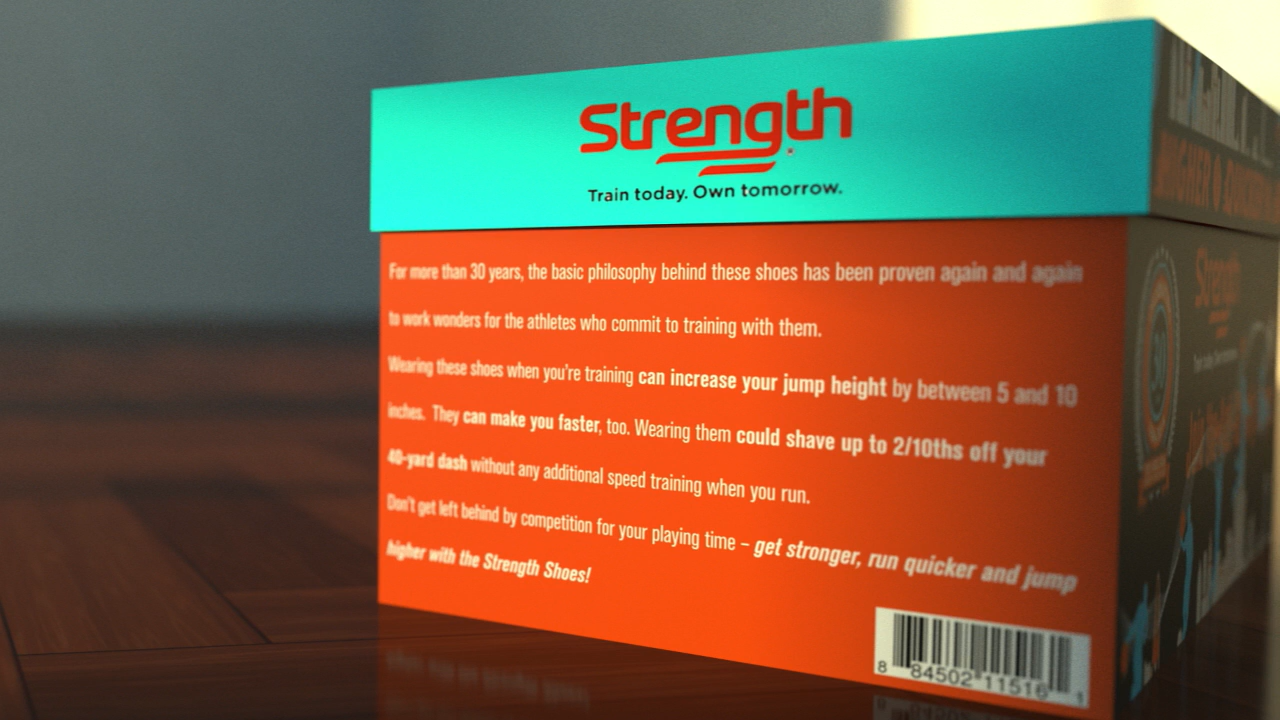 Strength
Train today. Own tomorrow.
For more than 30 years, the basic philosophy behind these shoes has been proven again and again
to work wonders for the athletes who commit to training with them.
Wearing these shoes when you're training can increase your jump height by between 5 and 10
inches. They can make you faster, too. Wearing them could shave up to 2/10ths off your
40-yard dash without any additional speed training when you run.
Don't get left behind by competition for your playing time – get stronger, run quicker and jump
higher with the Strength Shoes!
8 84502 11516 1
Strength
30